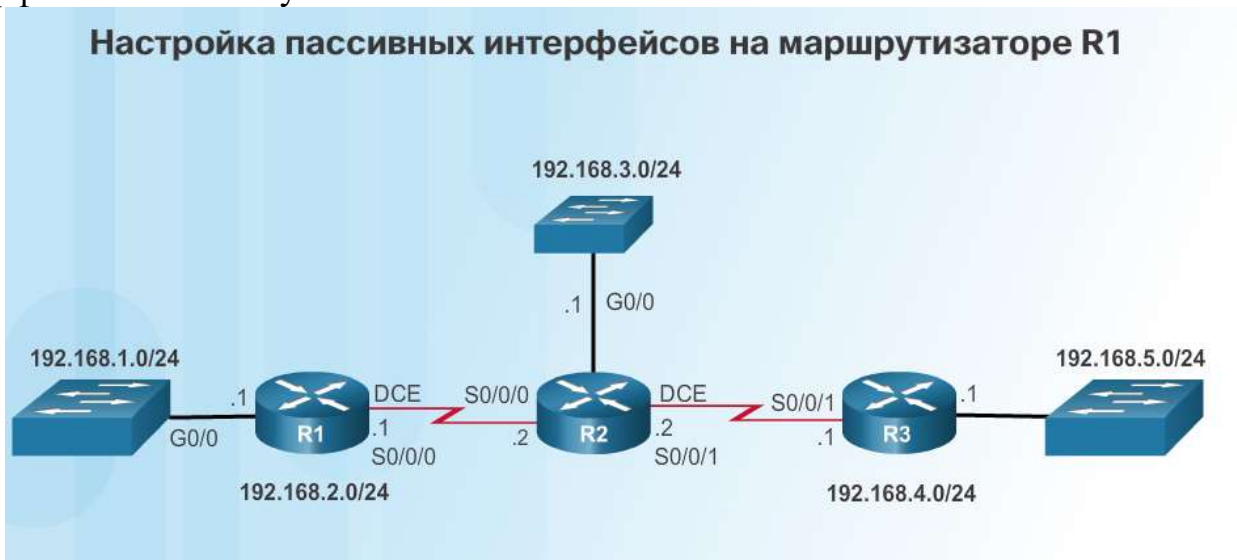 Настройка пассивных интерфейсов на маршрутизаторе R1
192.168.3.0/24
.1 G0/0
192.168.1.0/24
192.168.5.0/24
.1 DCE S0/0/0 DCE S0/0/1 .1
G0/0 R1 .1 .2 R2 .2 .1 R3
S0/0/0 S0/0/1
192.168.2.0/24 192.168.4.0/24